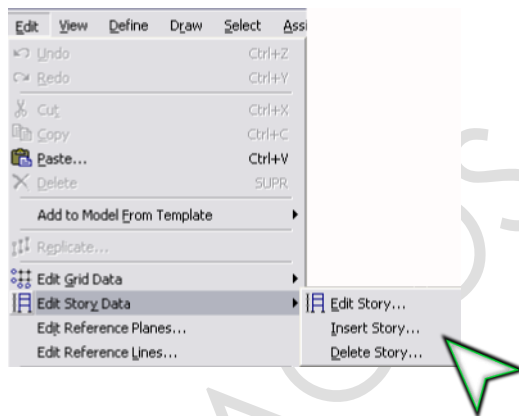 Edit View Define Draw Select Assi
Undo Ctrl+Z
Redo Ctrl+Y
Cut Ctrl+X
Copy Ctrl+C
Paste... Ctrl+V
Delete SUPR
Add to Model From Template
Replicate...
Edit Grid Data
Edit Story Data
Edit Story...
Edit Reference Planes...
Insert Story...
Edit Reference Lines...
Delete Story...